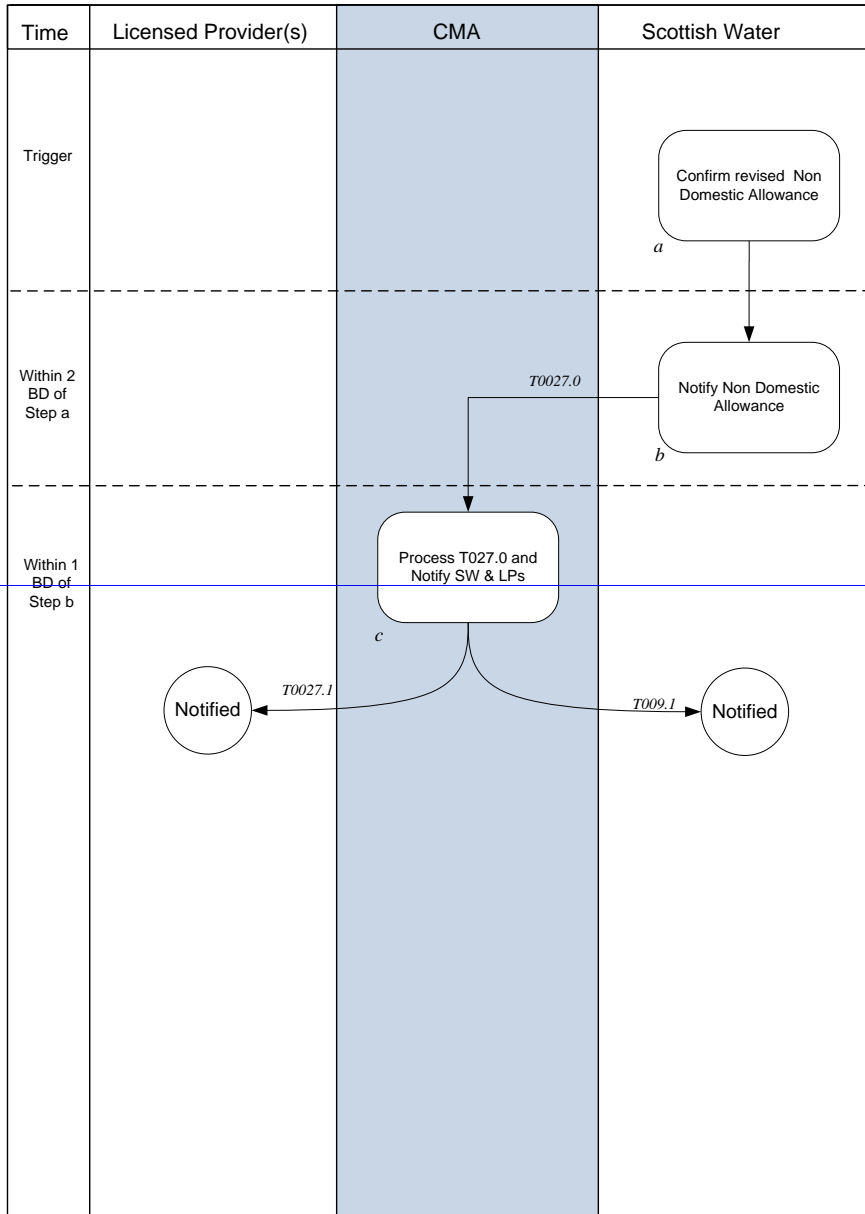 Time
Licensed Provider(s)
CMA
Scottish Water
Trigger
Confirm revised Non
Domestic Allowance
a
Within 2
BD of
Step a
T0027.0
Notify Non Domestic
Allowance
b
Within 1
BD of
Step b
Process T027.0 and
Notify SW & LPs
c
Notified
T0027.1
T009.1
Notified